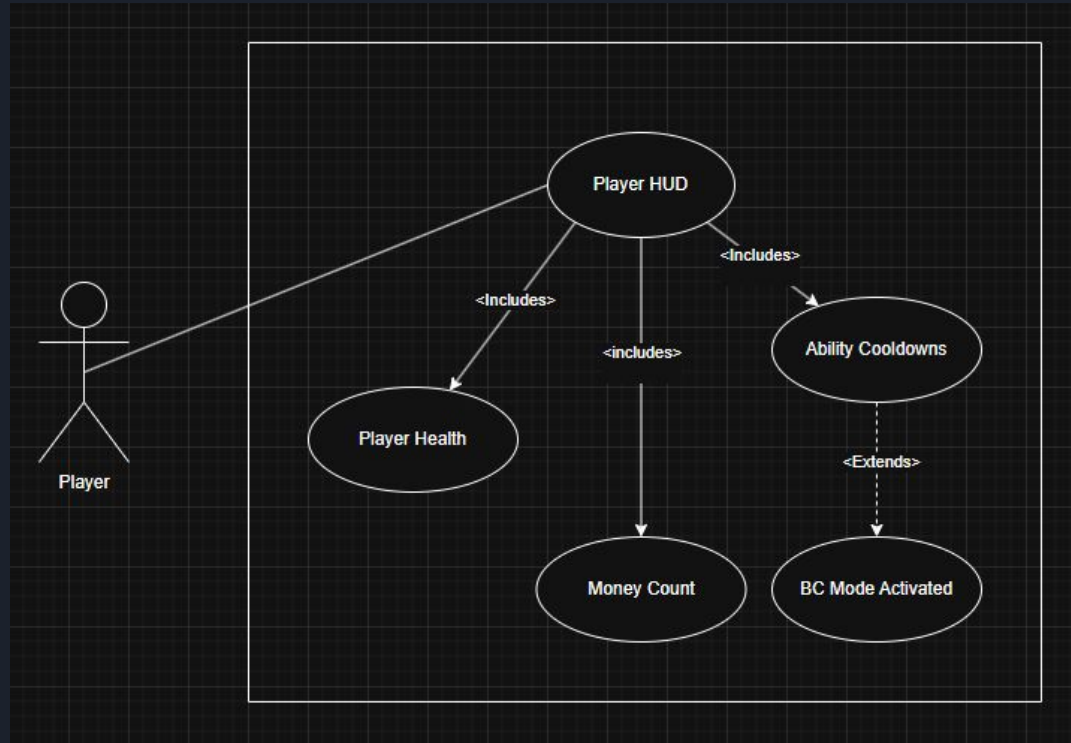 Player HUD
<Includes>
<Includes>
<includes>
Ability Cooldowns
Player Health
<Extends>
Player
Money Count
BC Mode Activated